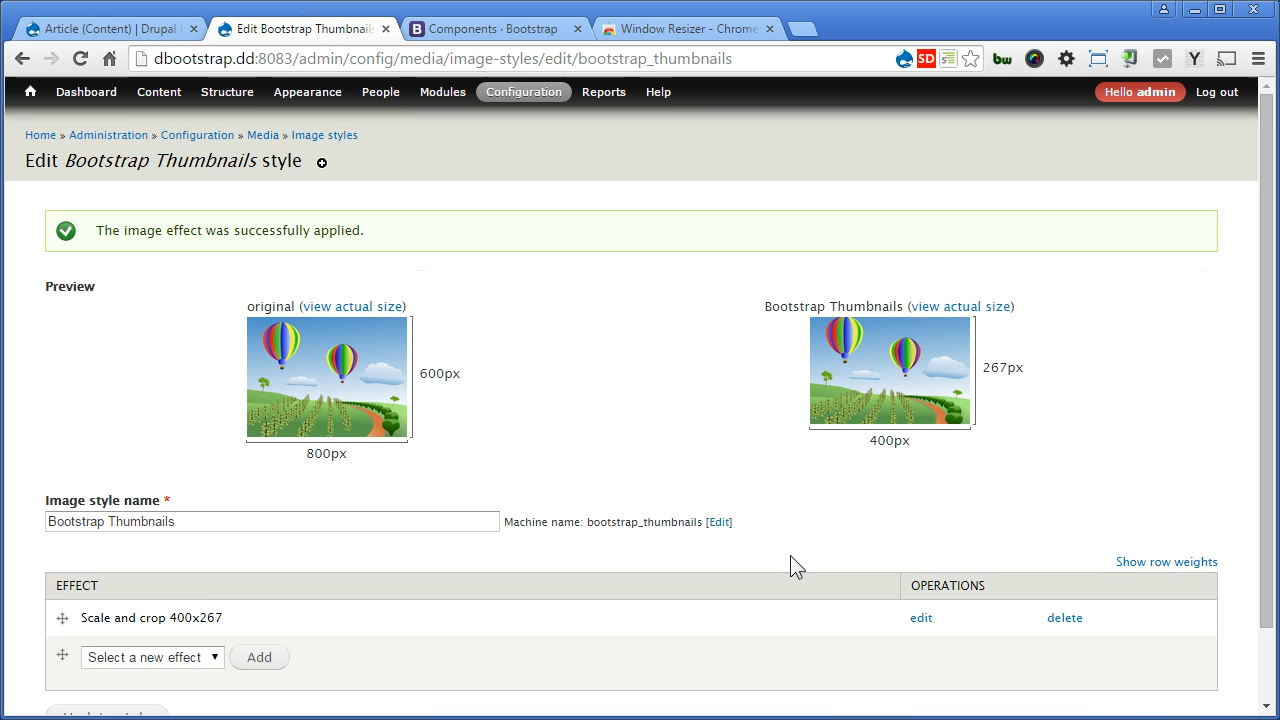 Article (Content) | Drupal
Edit Bootstrap Thumbnails
Components · Bootstrap
Window Resizer - Chrome
dbootstrap.dd:8083/admin/config/media/image-styles/edit/bootstrap_thumbnails
SD
bw
Y
Dashboard Content Structure Appearance People Modules Configuration Reports Help Hello admin Log out
Home » Administration » Configuration » Media » Image styles
Edit Bootstrap Thumbnails style
The image effect was successfully applied.
Preview
original (view actual size)
600px
800px
Bootstrap Thumbnails (view actual size)
267px
400px
Image style name *
Bootstrap Thumbnails Machine name: bootstrap_thumbnails [Edit]
Show row weights
EFFECT OPERATIONS
Scale and crop 400x267 edit delete
Select a new effect Add